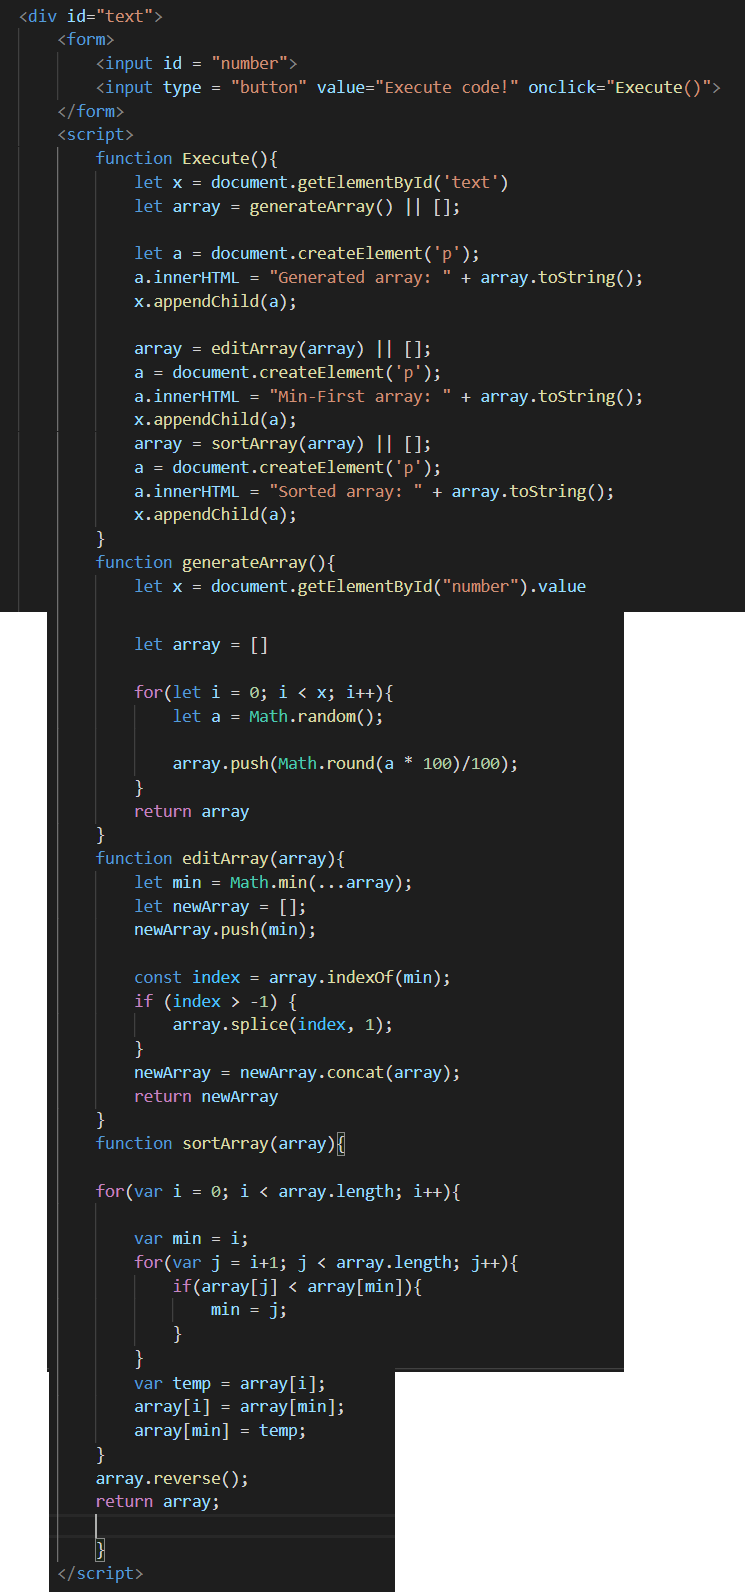 <div id="text">
<form>
<input id = "number">
<input type = "button" value="Execute code!" onclick="Execute()">
</form>
<script>
function Execute(){
let x = document.getElementById('text')
let array = generateArray() || [];
let a = document.createElement('p');
a.innerHTML = "Generated array: " + array.toString();
x.appendChild(a);
array = editArray(array) || [];
a = document.createElement('p');
a.innerHTML = "Min-First array: " + array.toString();
x.appendChild(a);
array = sortArray(array) || [];
a = document.createElement('p');
a.innerHTML = "Sorted array: " + array.toString();
x.appendChild(a);
}
function generateArray(){
let x = document.getElementById("number").value
let array = []
for(let i = 0; i < x; i++){
let a = Math.random();
array.push(Math.round(a * 100)/100);
}
return array
}
function editArray(array){
let min = Math.min(...array);
let newArray = [];
newArray.push(min);
const index = array.indexOf(min);
if (index > -1) {
array.splice(index, 1);
}
newArray = newArray.concat(array);
return newArray
}
function sortArray(array){
for(var i = 0; i < array.length; i++){
var min = i;
for(var j = i+1; j < array.length; j++){
if(array[j] < array[min]){
min = j;
}
}
var temp = array[i];
array[i] = array[min];
array[min] = temp;
}
array.reverse();
return array;
}
</script>